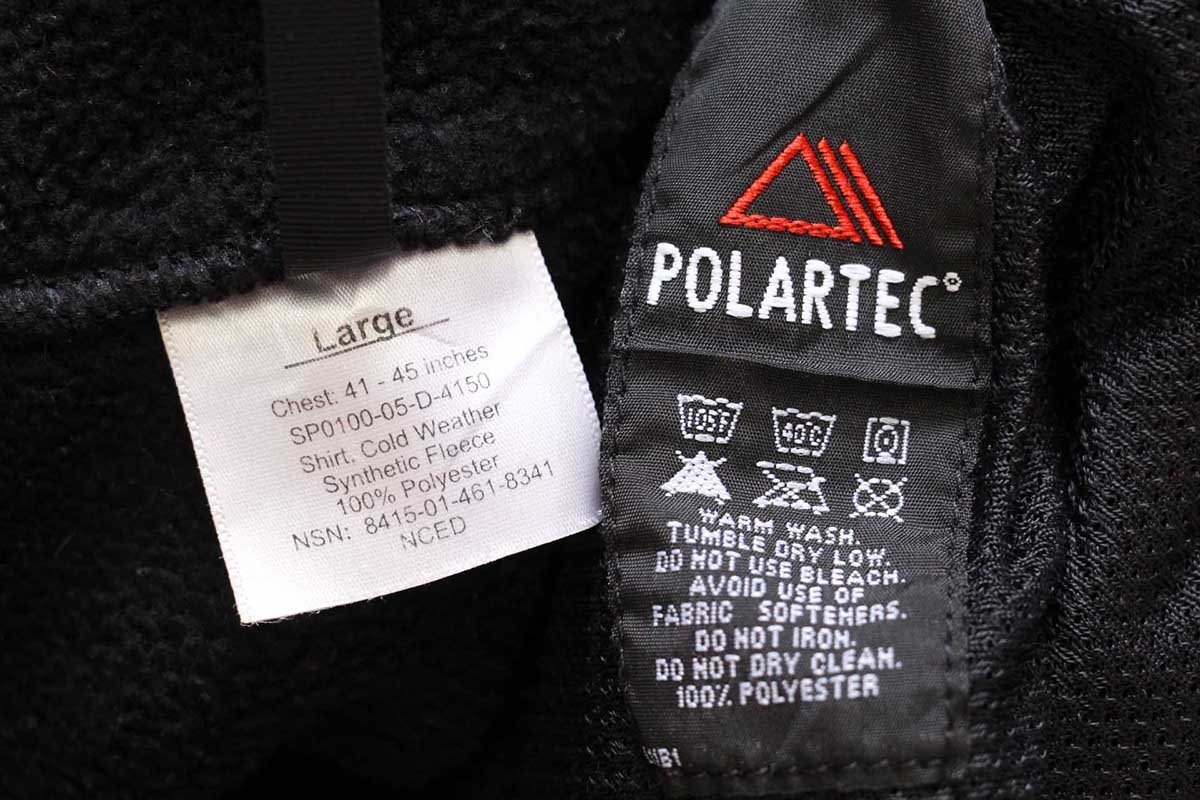 Large
Chest: 41 - 45 inches
SP0100-05-D-4150
Shirt, Cold Weather
Synthetic Fleece
100% Polyester
NSN: 8415-01-461-8341
NCED
POLARTEC®
105F 40°C
WARM WASH.
TUMBLE DRY LOW.
DO NOT USE BLEACH.
AVOID USE OF
FABRIC SOFTENERS.
DO NOT IRON.
DO NOT DRY CLEAN.
100% POLYESTER